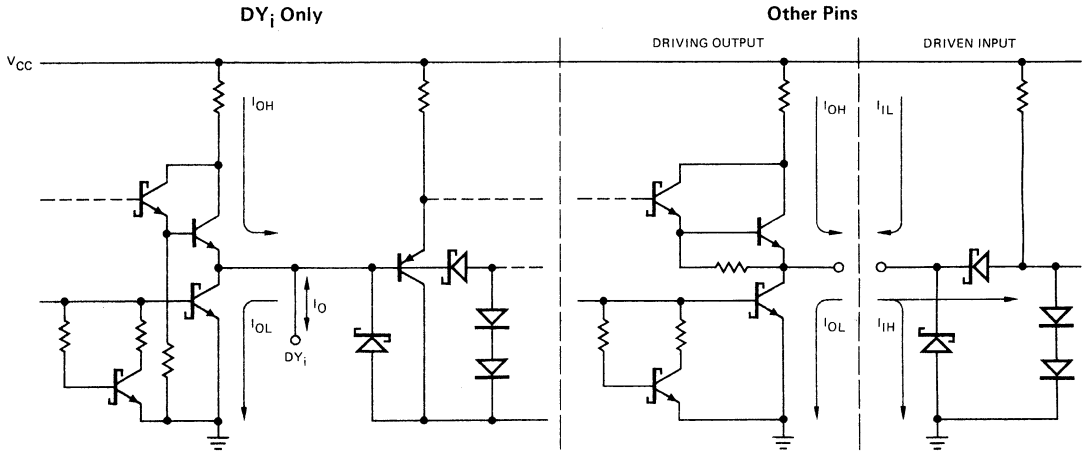 DYi Only
Other Pins
DRIVING OUTPUT
DRIVEN INPUT
VCC
IOH
IOH
IIL
IO
IOL
DYi
IOL
IIH